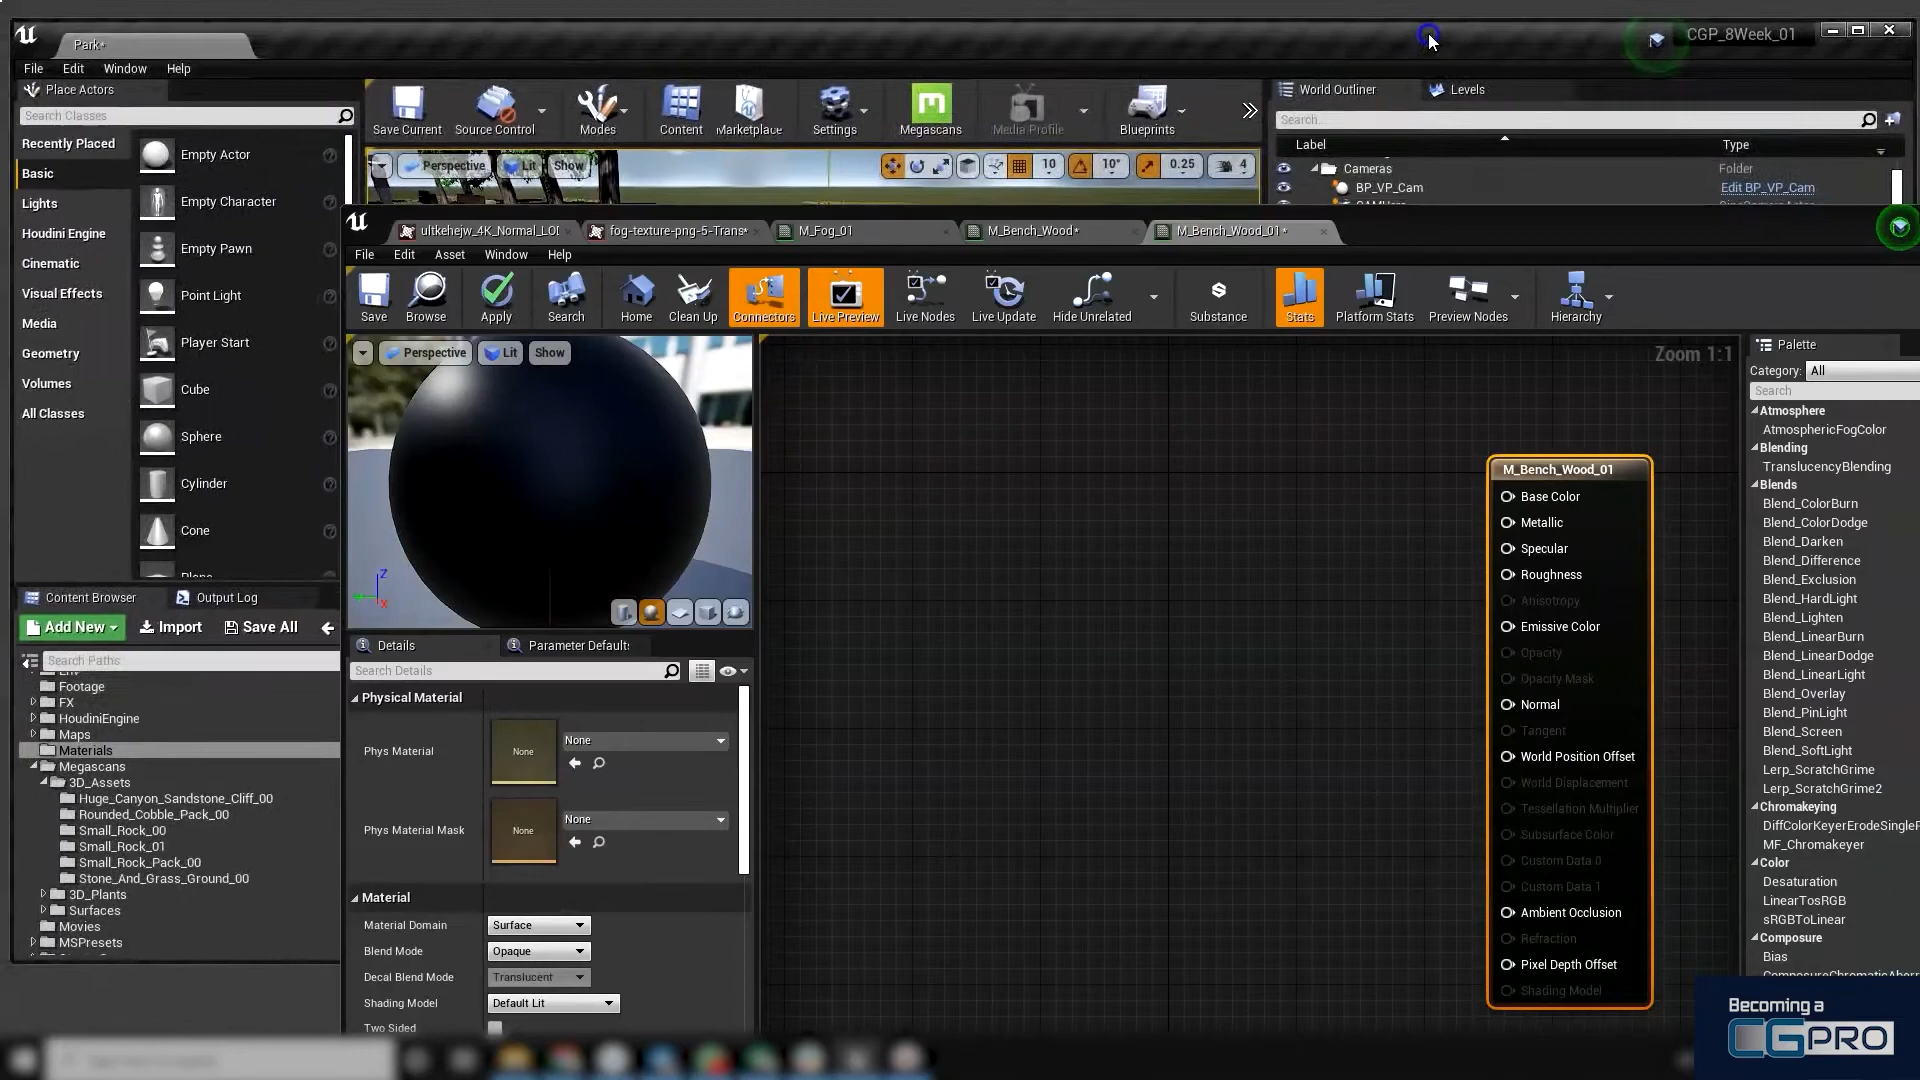 Park*
CGP_8Week_01
File Edit Window Help
Place Actors
Search Classes
Recently Placed
Basic
Lights
Houdini Engine
Cinematic
Visual Effects
Media
Geometry
Volumes
All Classes
Empty Actor
Empty Character
Empty Pawn
Point Light
Player Start
Cube
Sphere
Cylinder
Cone
Save Current Source Control Modes Content Marketplace Settings Megascans Media Profile Blueprints
Perspective Lit Show 10 10° 0.25 4
World Outliner Levels
Search...
Label Type
Cameras Folder
BP_VP_Cam Edit BP_VP_Cam
Content Browser Output Log
Add New Import Save All
Search Paths
Footage
FX
HoudiniEngine
Maps
Materials
Megascans
3D_Assets
Huge_Canyon_Sandstone_Cliff_00
Rounded_Cobble_Pack_00
Small_Rock_00
Small_Rock_01
Small_Rock_Pack_00
Stone_And_Grass_Ground_00
3D_Plants
Surfaces
Movies
MSPresets
ultkehejw_4K_Normal_LO fog-texture-png-5-Trans* M_Fog_01 M_Bench_Wood* M_Bench_Wood_01*
File Edit Asset Window Help
Save Browse Apply Search Home Clean Up Connectors Live Preview Live Nodes Live Update Hide Unrelated Substance Stats Platform Stats Preview Nodes Hierarchy
Perspective Lit Show
Z
X
Details Parameter Defaults
Search Details
Physical Material
Phys Material None None
Phys Material Mask None None
Material
Material Domain Surface
Blend Mode Opaque
Decal Blend Mode Translucent
Shading Model Default Lit
Two Sided
Zoom 1:1
M_Bench_Wood_01
Base Color
Metallic
Specular
Roughness
Anisotropy
Emissive Color
Opacity
Opacity Mask
Normal
Tangent
World Position Offset
World Displacement
Tessellation Multiplier
Subsurface Color
Custom Data 0
Custom Data 1
Ambient Occlusion
Refraction
Pixel Depth Offset
Shading Model
Palette
Category: All
Search
Atmosphere
AtmosphericFogColor
Blending
TranslucencyBlending
Blends
Blend_ColorBurn
Blend_ColorDodge
Blend_Darken
Blend_Difference
Blend_Exclusion
Blend_HardLight
Blend_Lighten
Blend_LinearBurn
Blend_LinearDodge
Blend_LinearLight
Blend_Overlay
Blend_PinLight
Blend_Screen
Blend_SoftLight
Lerp_ScratchGrime
Lerp_ScratchGrime2
Chromakeying
DiffColorKeyerErodeSingleP
MF_Chromakeyer
Color
Desaturation
LinearTosRGB
sRGBToLinear
Composure
Bias
Becoming a
CGPRO